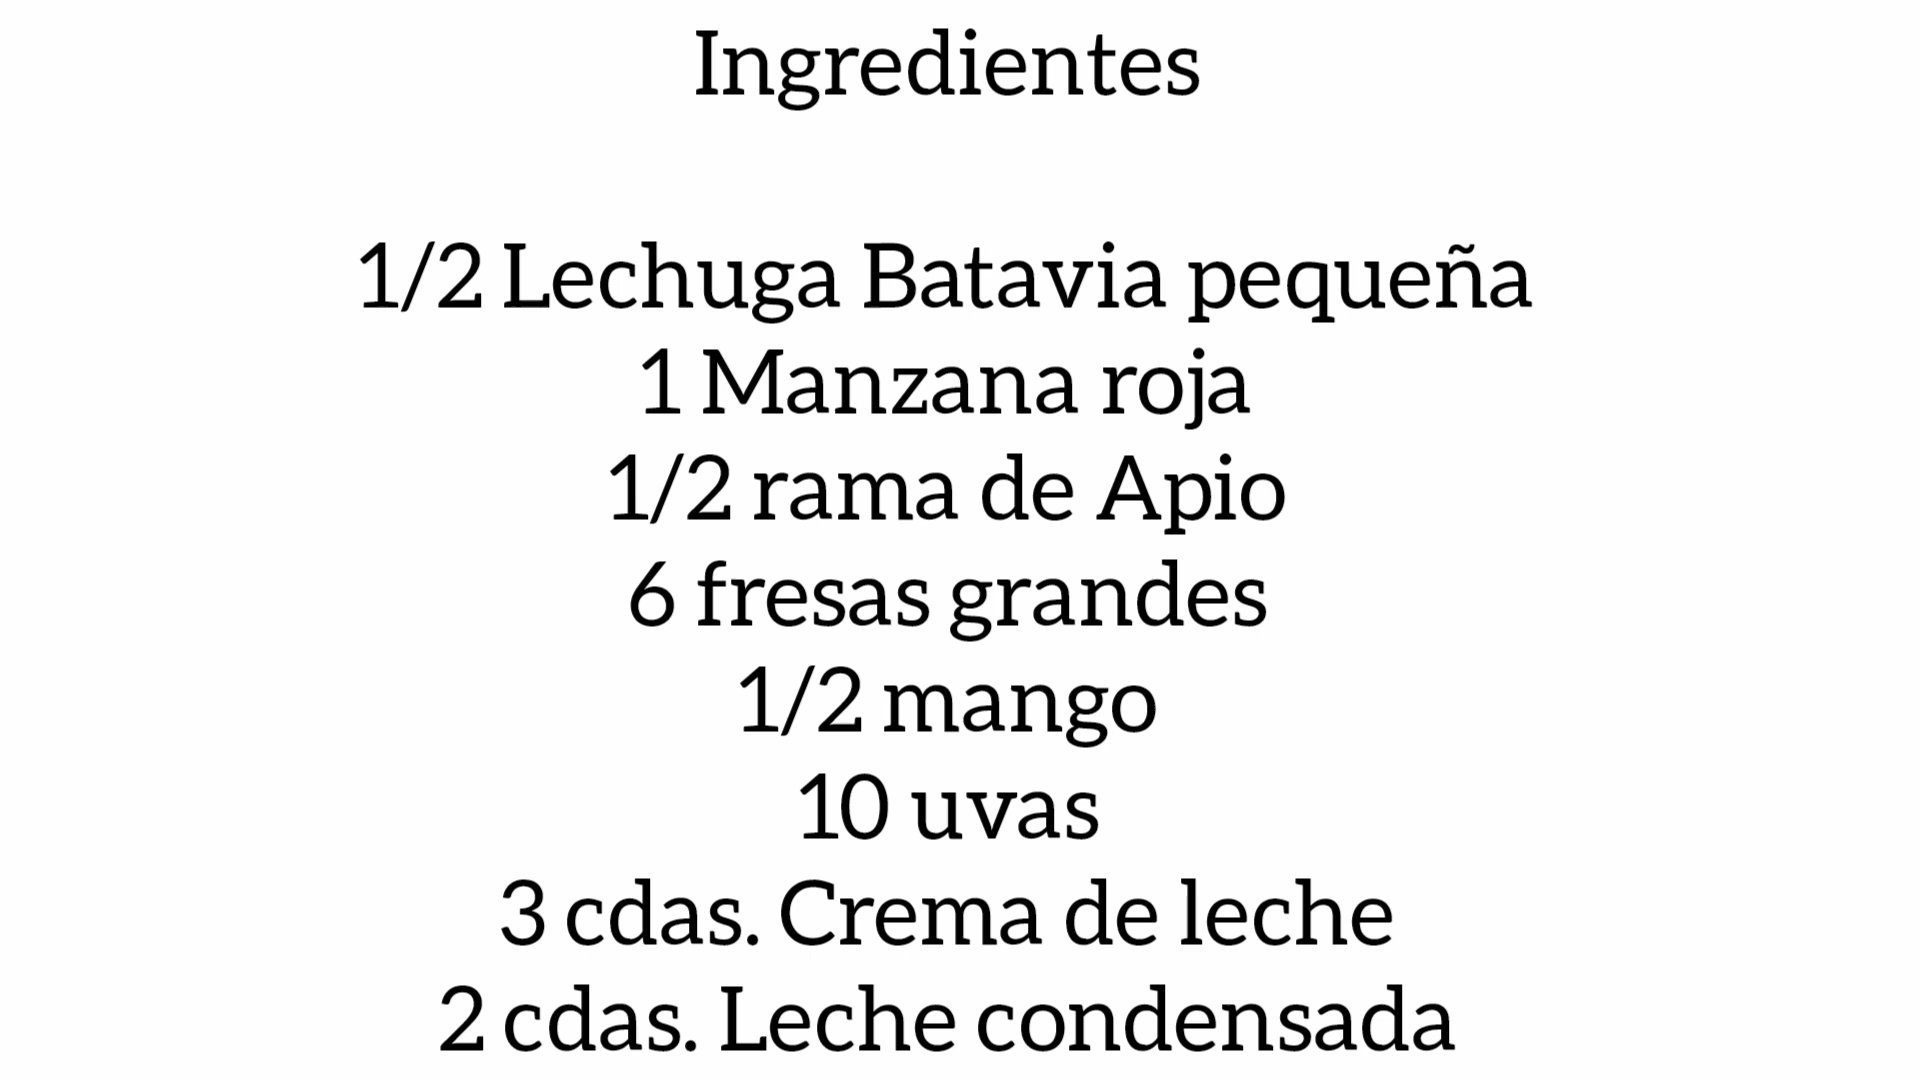 Ingredientes
1/2 Lechuga Batavia pequeña
1 Manzana roja
1/2 rama de Apio
6 fresas grandes
1/2 mango
10 uvas
3 cdas. Crema de leche
2 cdas. Leche condensada